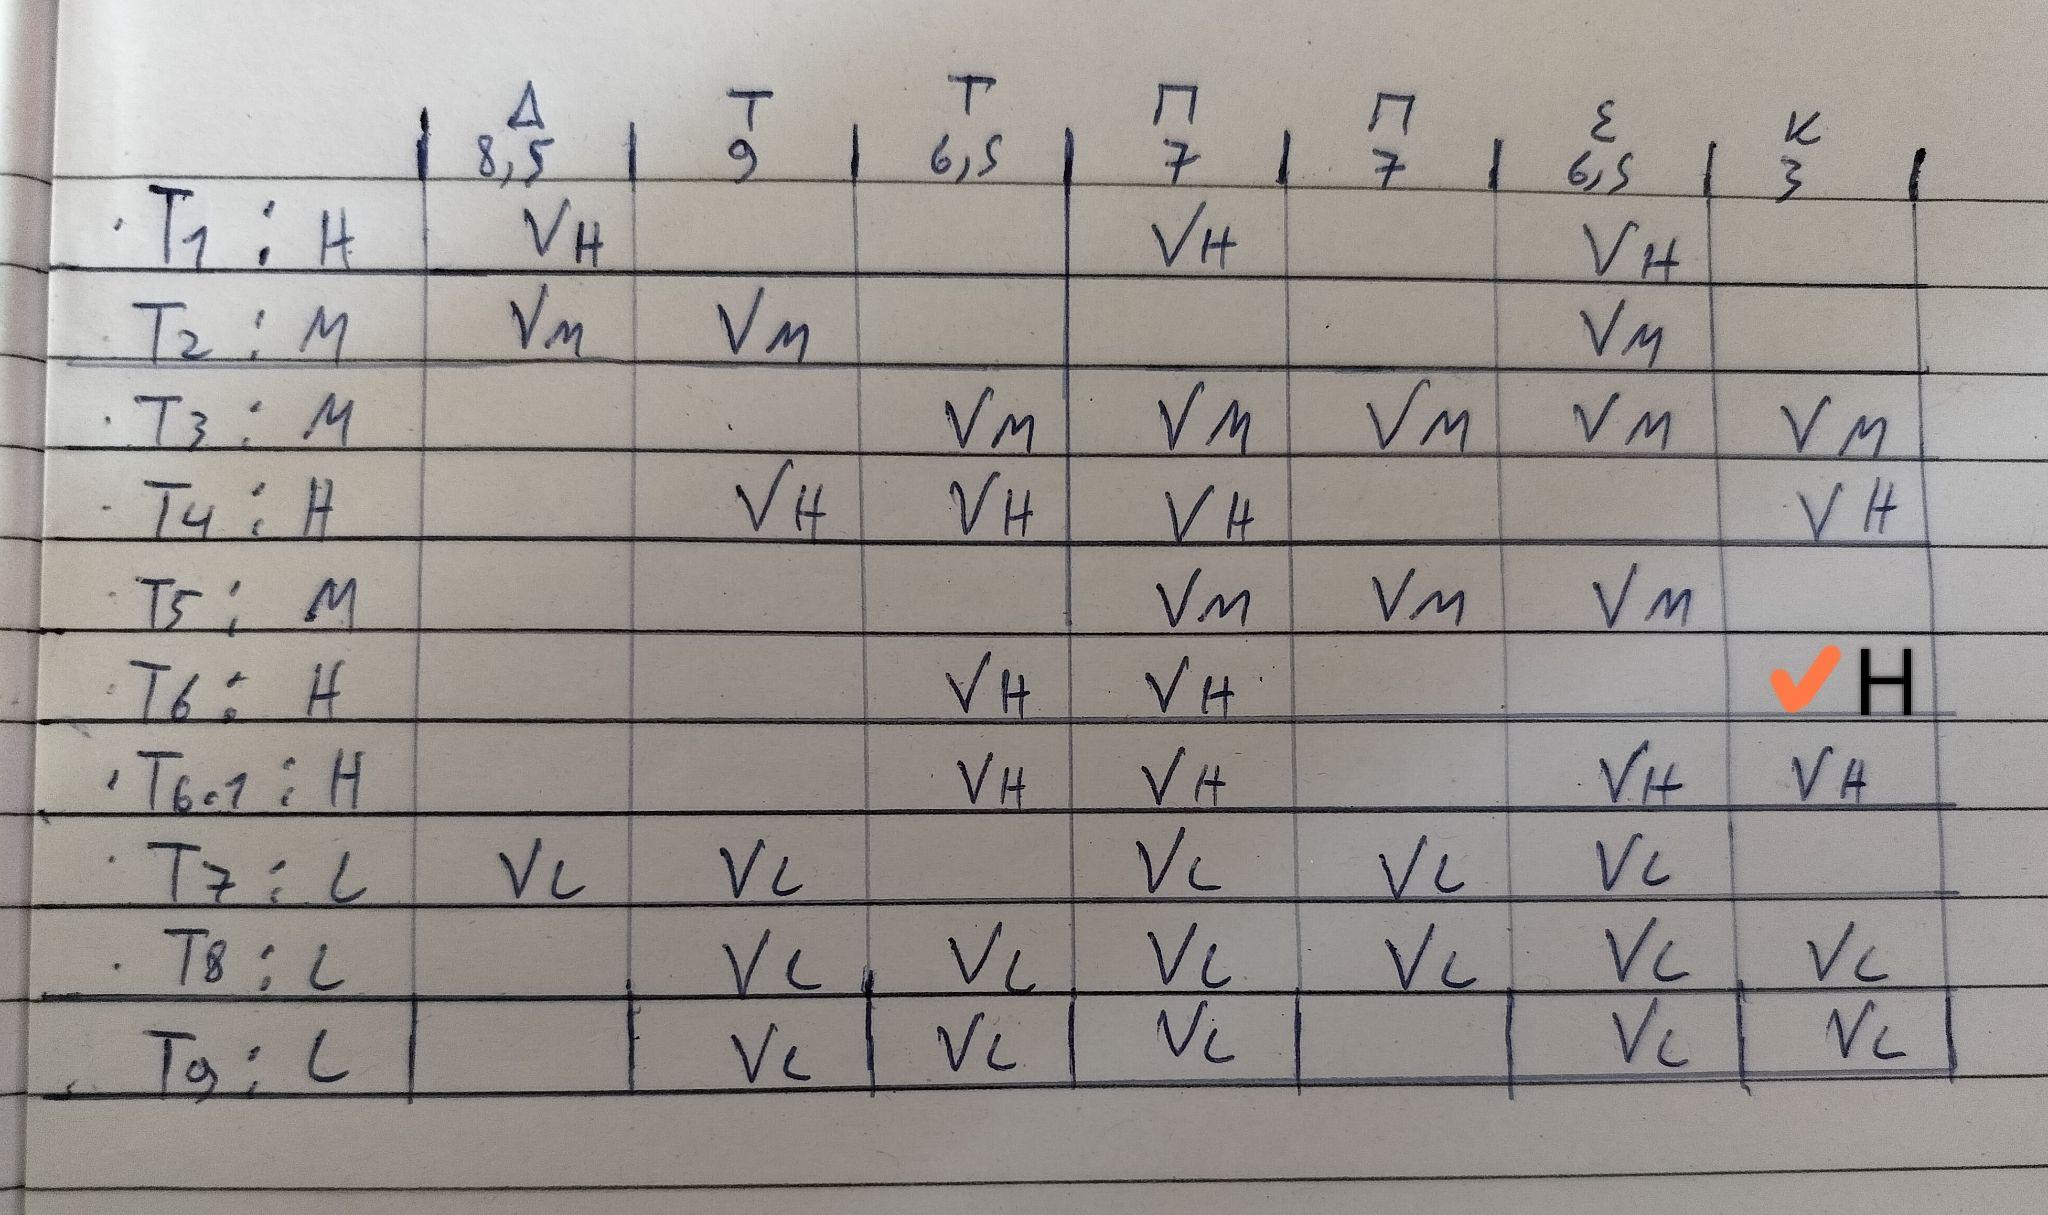 Δ Τ Τ Π Π ε κ
8,5 9 6,5 7 7 6,5 3
T1: H √H √H √H
T2: M √M √M √M
T3: M √M √M √M √M √M
T4: H √H √H √H √H
T5: M √M √M √M
T6: H √H √H ✓ H
T6.1: H √H √H √H √H
T7: L √L √L √L √L √L
T8: L √L √L √L √L √L √L
T9: L √L √L √L √L √L